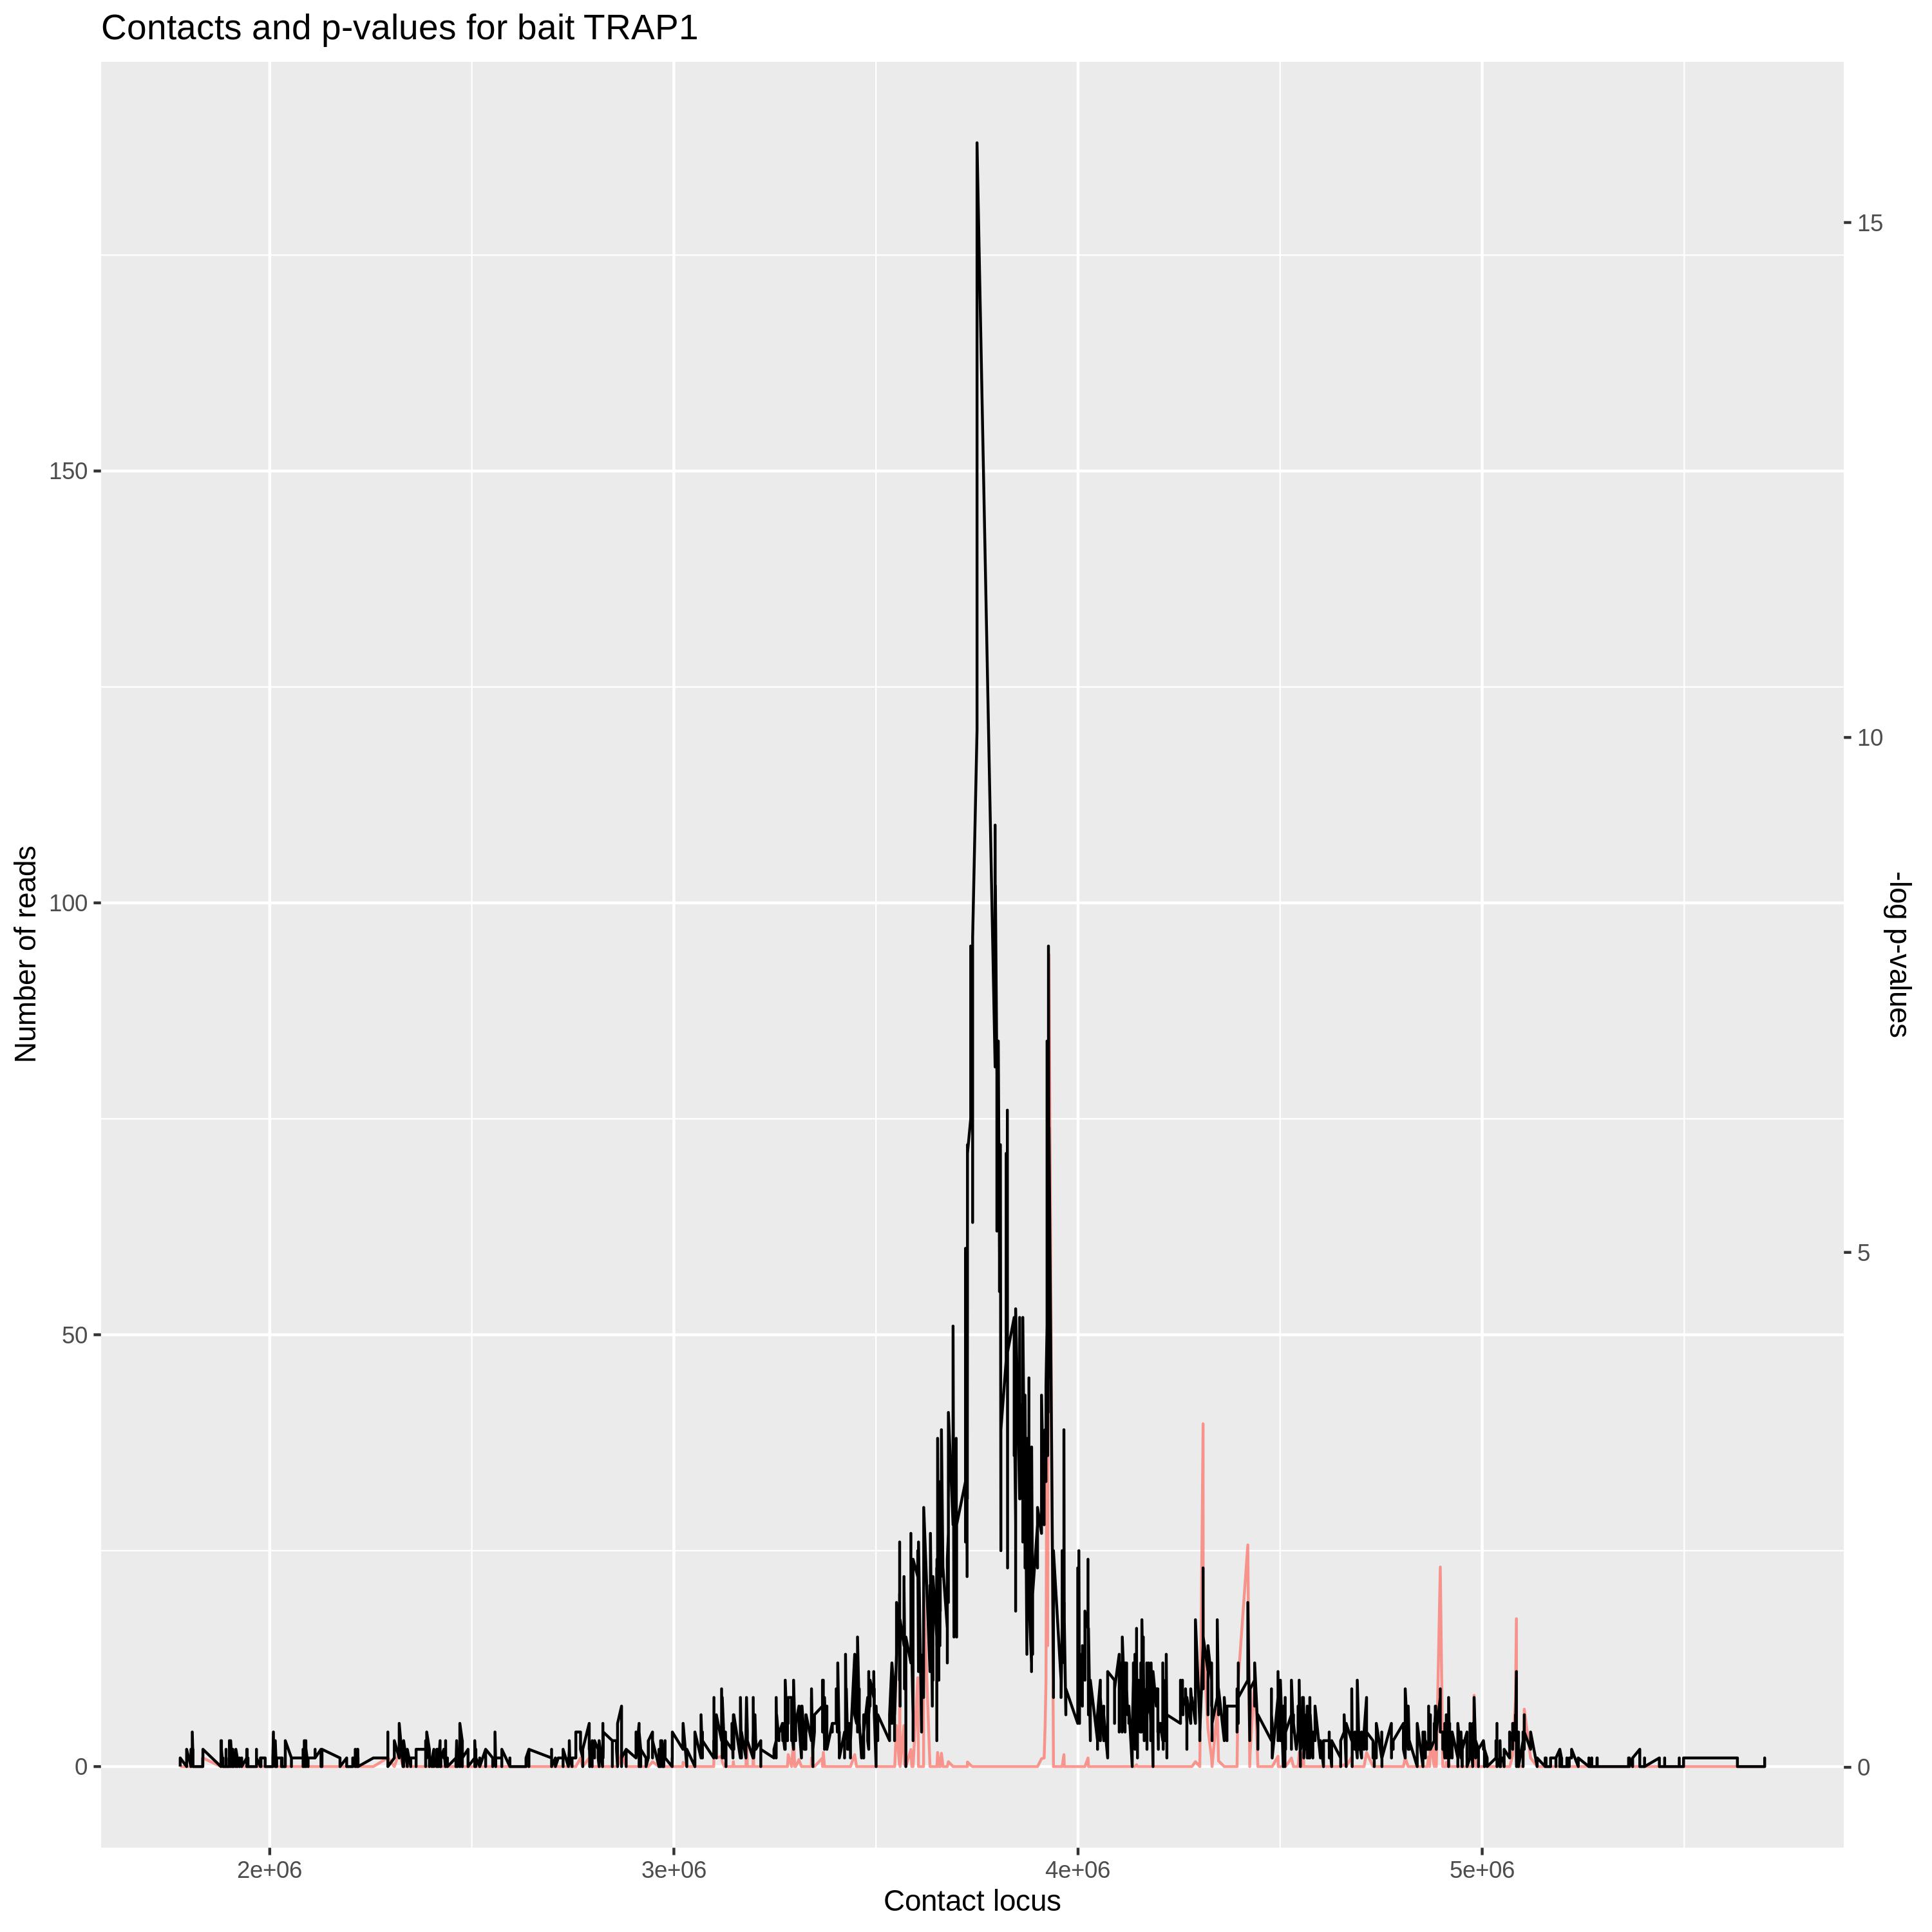 Contacts and p-values for bait TRAP1
150
100
50
0
Number of reads
15
10
5
0
-log p-values
2e+06
3e+06
4e+06
5e+06
Contact locus